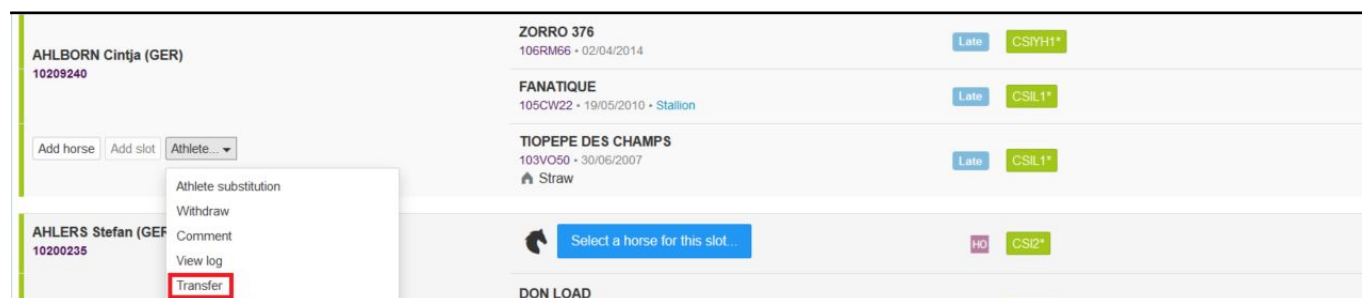 AHLBORN Cintja (GER)
10209240
ZORRO 376
106RM66 • 02/04/2014
Late CSIYH1*
FANATIQUE
105CW22 • 19/05/2010 • Stallion
Late CSIL1*
Add horse Add slot Athlete...
TIOPEPE DES CHAMPS
103VO50 • 30/06/2007
Straw
Late CSIL1*
Athlete substitution
Withdraw
Comment
View log
Transfer
AHLERS Stefan (GER
10200235
Select a horse for this slot...
HO CSI2*
DON LOAD